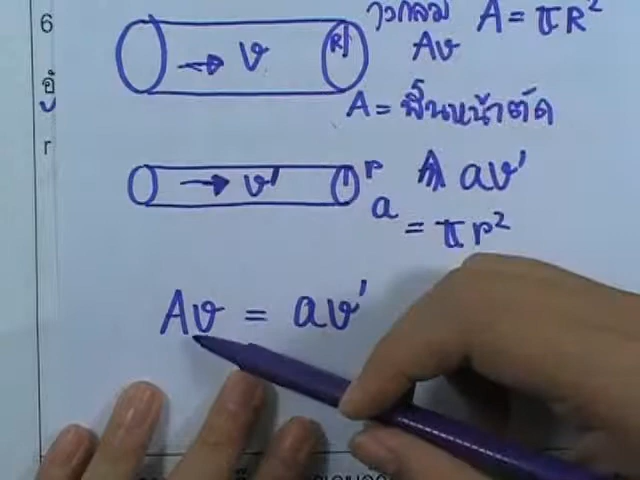 วงกลม A = πR²
6
→ v R
Av
A = พื้นหน้าตัด
r
→ v' r av'
a = πr²
Av = av'